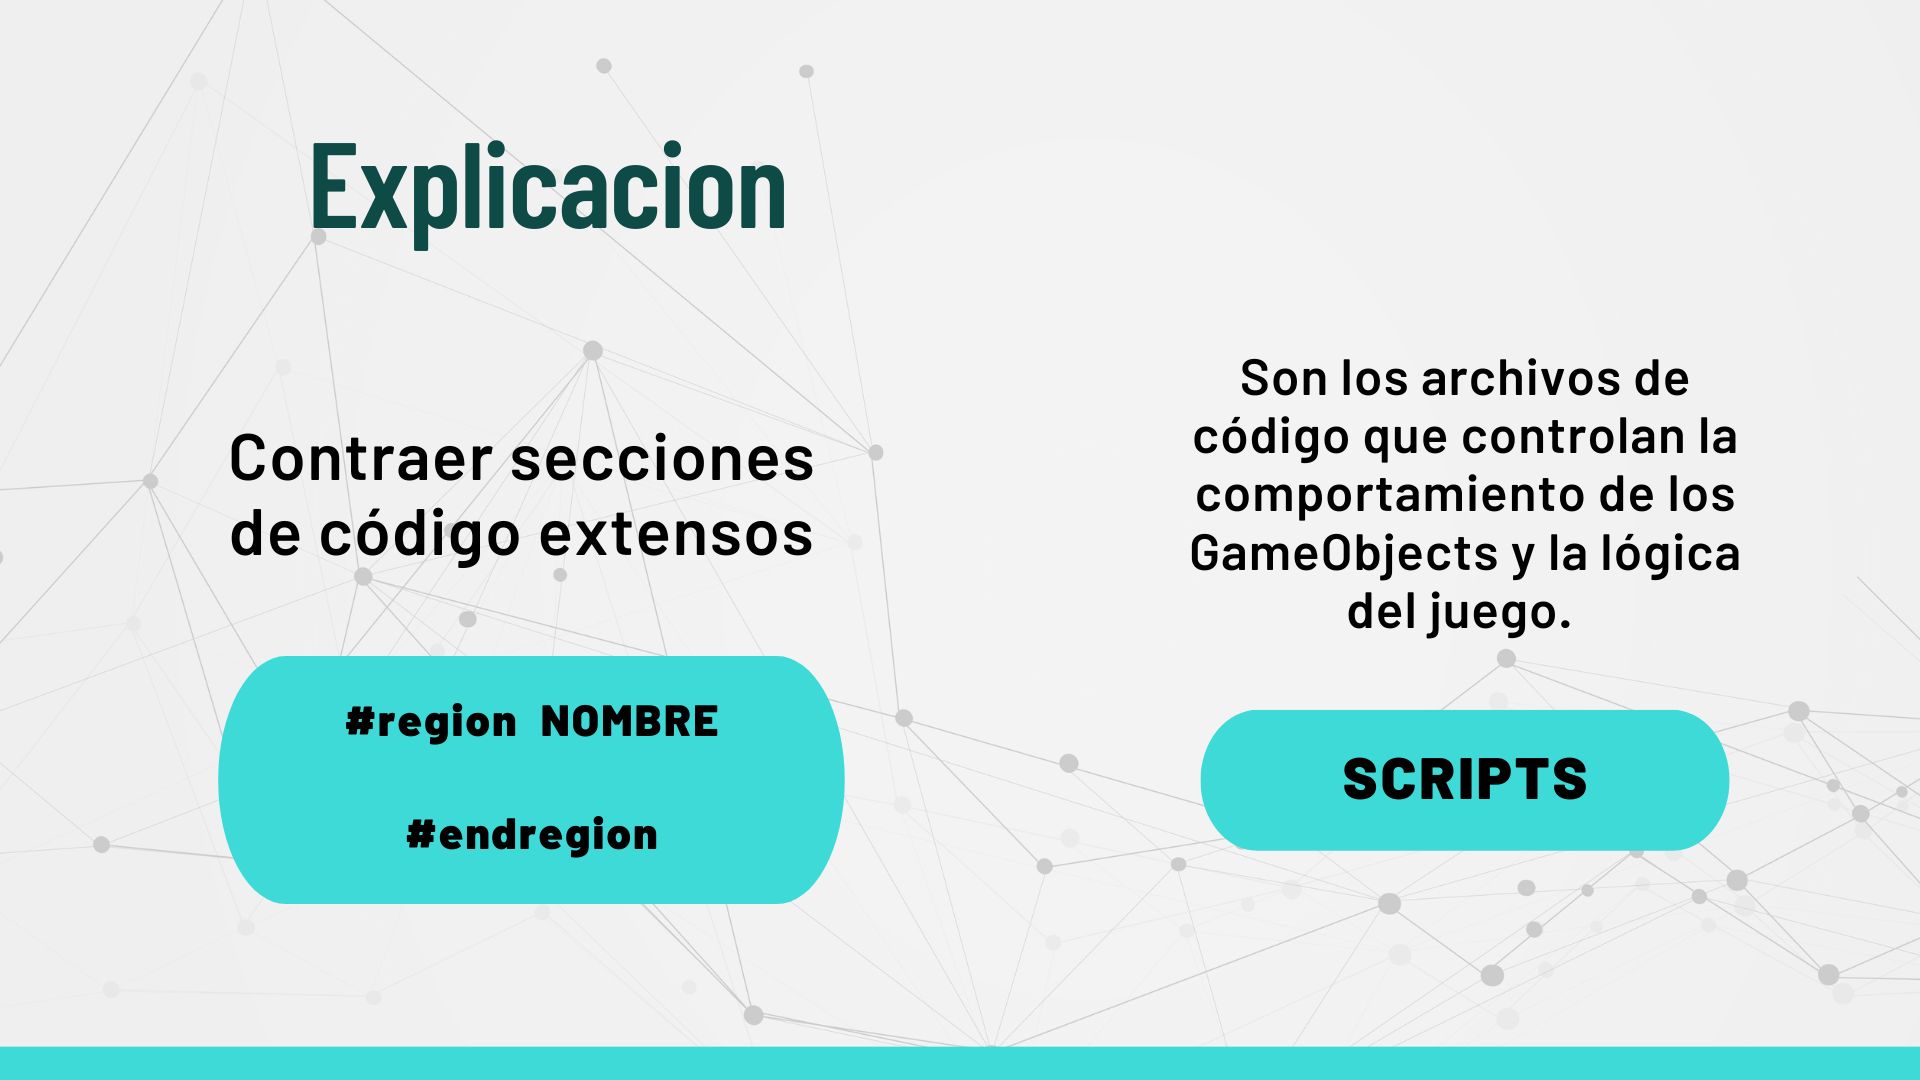 Explicacion
Contraer secciones
de código extensos
#region NOMBRE
#endregion
Son los archivos de
código que controlan la
comportamiento de los
GameObjects y la lógica
del juego.
SCRIPTS